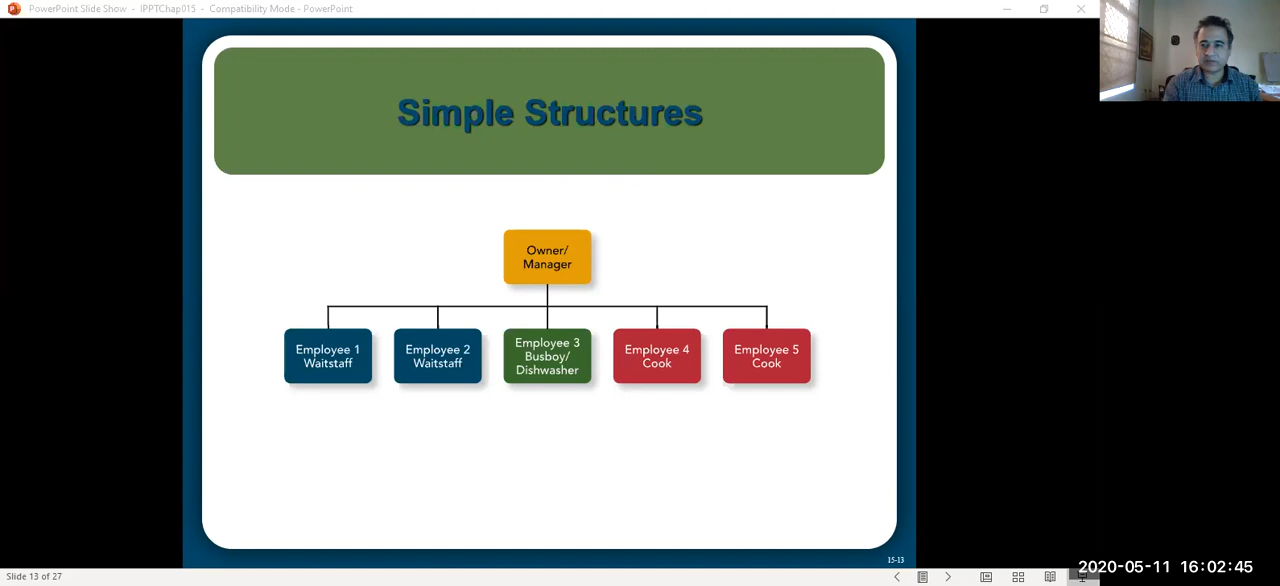 PowerPoint Slide Show - IPPTChap015 - Compatibility Mode - PowerPoint
Simple Structures
Owner/
Manager
Employee 1
Waitstaff
Employee 2
Waitstaff
Employee 3
Busboy/
Dishwasher
Employee 4
Cook
Employee 5
Cook
15-13
2020-05-11 16:02:45
Slide 13 of 27